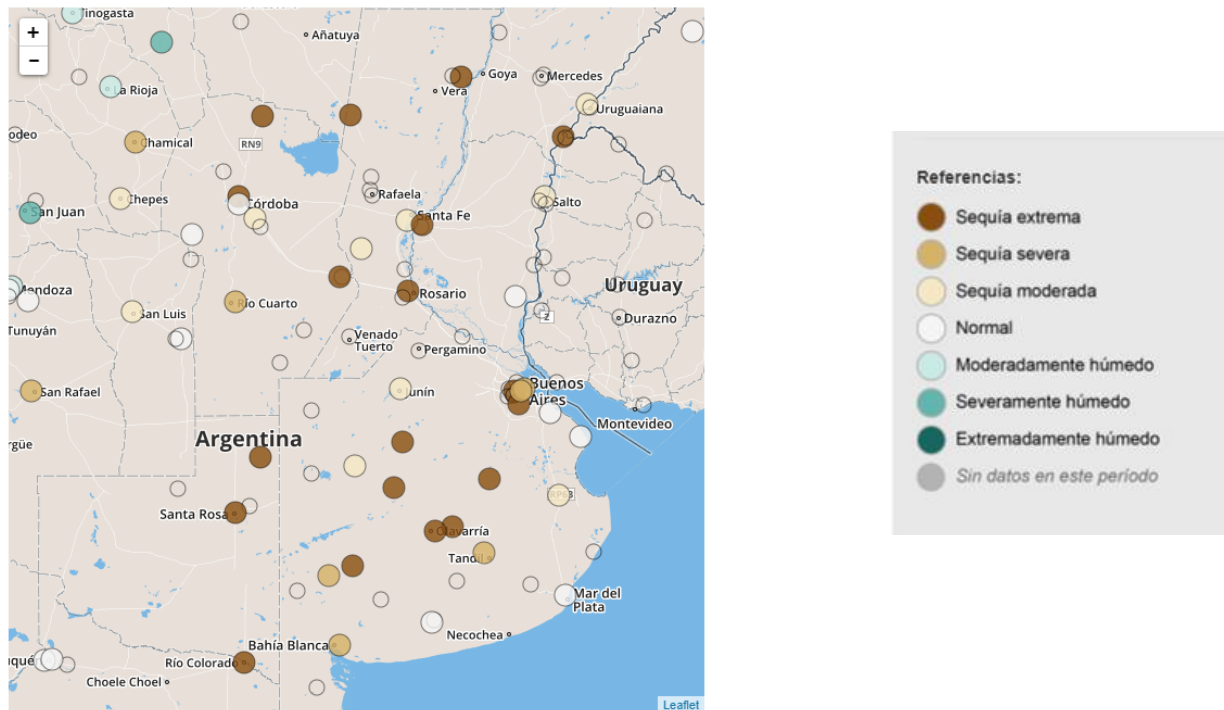 +
−
Tinogasta
Añatuya
Goya
Mercedes
Vera
La Rioja
Uruguaiana
odeo
Chamical
RN9
San Juan
Chepes
Córdoba
Rafaela
Santa Fe
Salto
Mendoza
Tunuyán
San Luis
Río Cuarto
Rosario
Uruguay
Durazno
2
Venado
Tuerto
Pergamino
San Rafael
Junín
Buenos
Aires
Montevideo
rgüe
Argentina
Santa Rosa
Olavarría
Tandil
Mar del
Plata
Necochea
Bahía Blanca
Río Colorado
qué
Choele Choel
Leaflet
Referencias:
Sequía extrema
Sequía severa
Sequía moderada
Normal
Moderadamente húmedo
Severamente húmedo
Extremadamente húmedo
Sin datos en este período